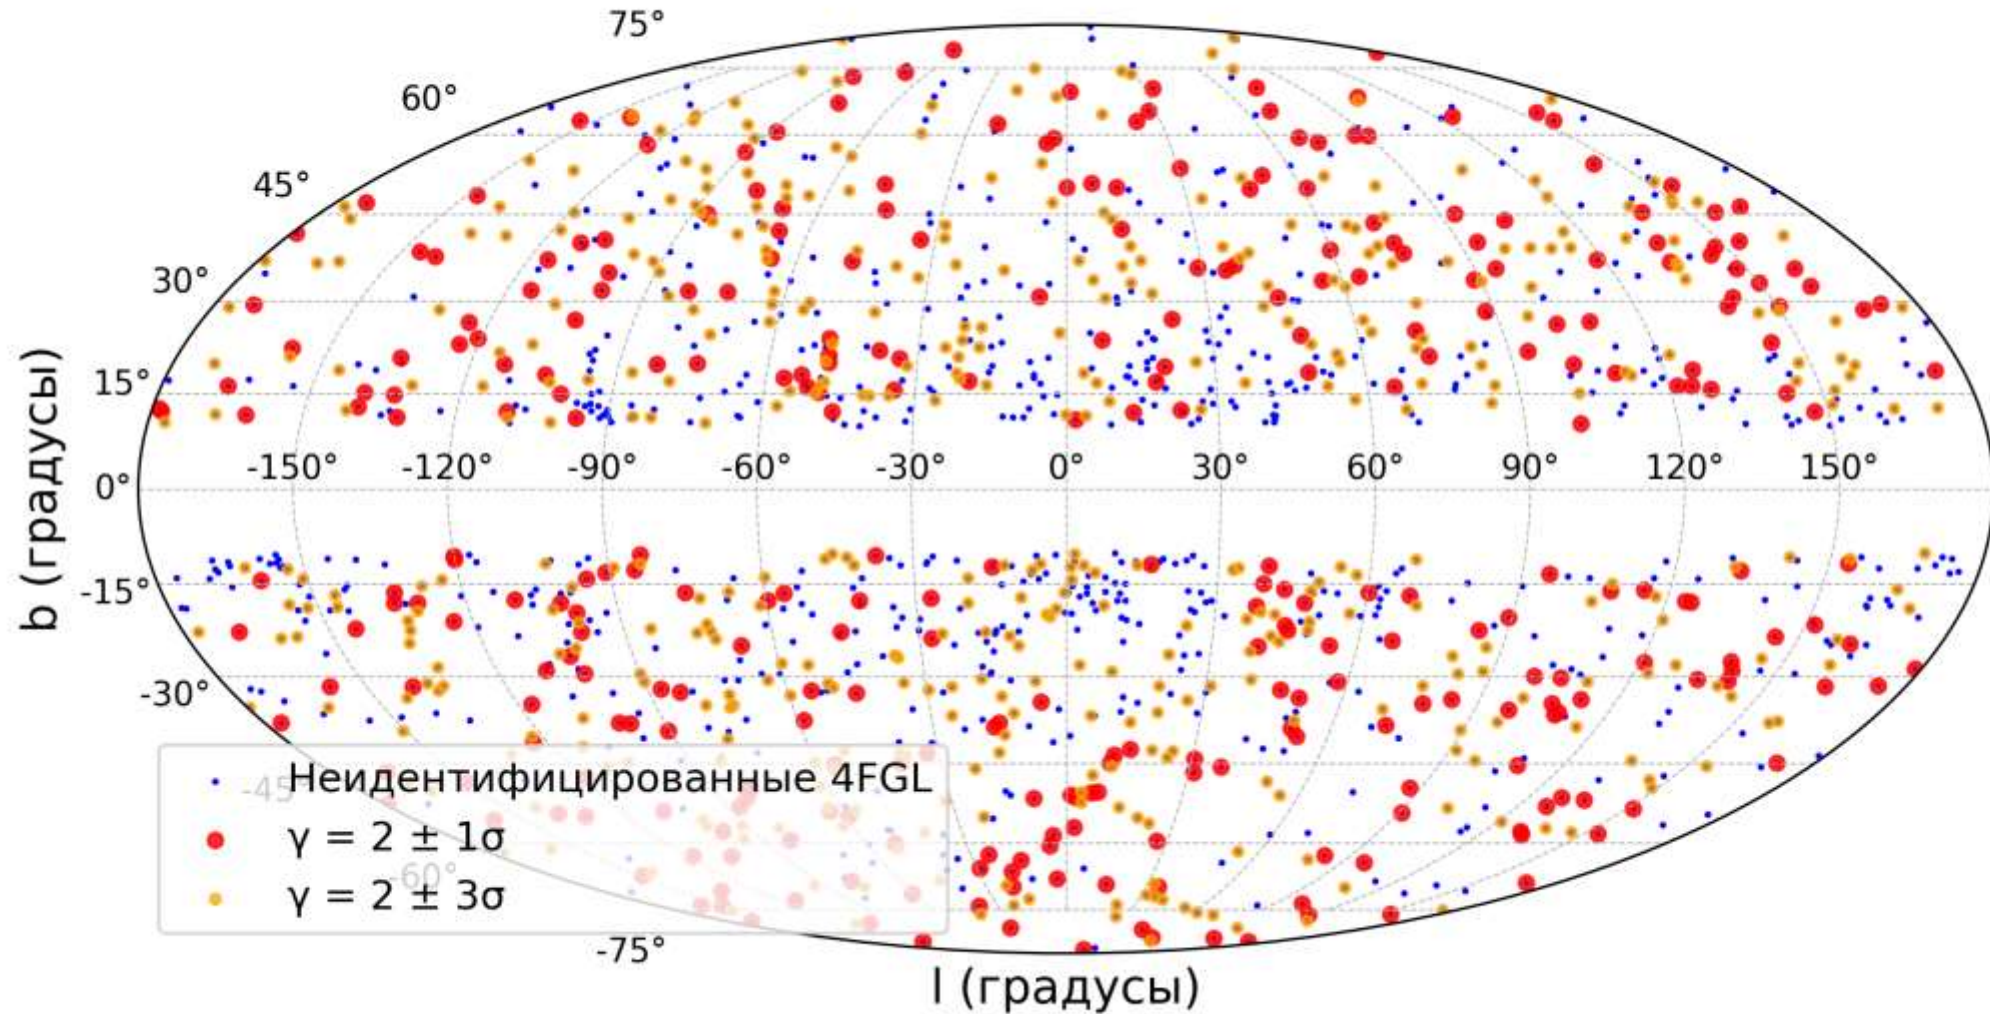 75°
60°
45°
30°
15°
-150° -120° -90° -60° -30° 0° 30° 60° 90° 120° 150°
0°
-15°
-30°
-45°
-60°
-75°
b (градусы)
l (градусы)
Неидентифицированные 4FGL
γ = 2 ± 1σ
γ = 2 ± 3σ